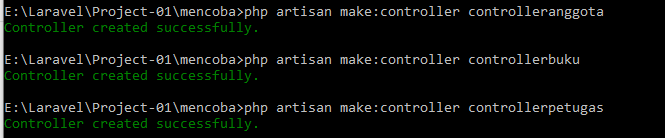 E:\Laravel\Project-01\mencoba>php artisan make:controller controlleranggota
Controller created successfully.
E:\Laravel\Project-01\mencoba>php artisan make:controller controllerbuku
Controller created successfully.
E:\Laravel\Project-01\mencoba>php artisan make:controller controllerpetugas
Controller created successfully.